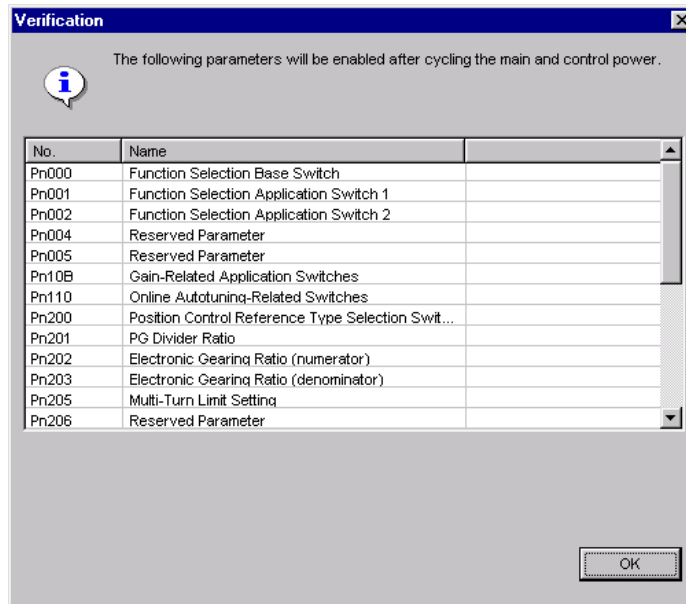 Verification
The following parameters will be enabled after cycling the main and control power.
No. Name
Pn000 Function Selection Base Switch
Pn001 Function Selection Application Switch 1
Pn002 Function Selection Application Switch 2
Pn004 Reserved Parameter
Pn005 Reserved Parameter
Pn10B Gain-Related Application Switches
Pn110 Online Autotuning-Related Switches
Pn200 Position Control Reference Type Selection Swit...
Pn201 PG Divider Ratio
Pn202 Electronic Gearing Ratio (numerator)
Pn203 Electronic Gearing Ratio (denominator)
Pn205 Multi-Turn Limit Setting
Pn206 Reserved Parameter
OK